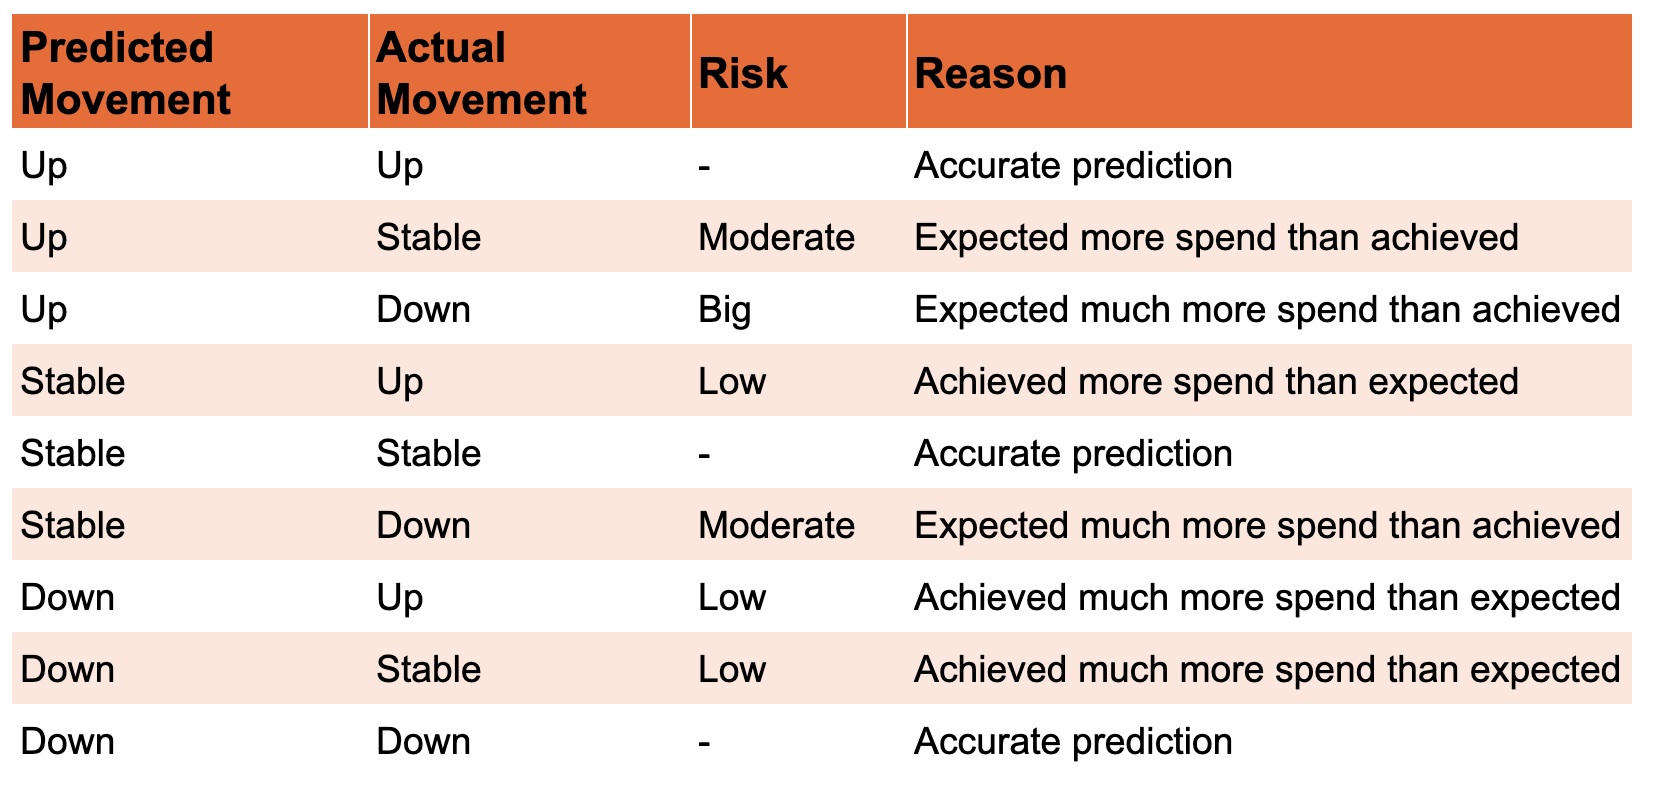 Predicted Movement Actual Movement Risk Reason
Up Up - Accurate prediction
Up Stable Moderate Expected more spend than achieved
Up Down Big Expected much more spend than achieved
Stable Up Low Achieved more spend than expected
Stable Stable - Accurate prediction
Stable Down Moderate Expected much more spend than achieved
Down Up Low Achieved much more spend than expected
Down Stable Low Achieved much more spend than expected
Down Down - Accurate prediction